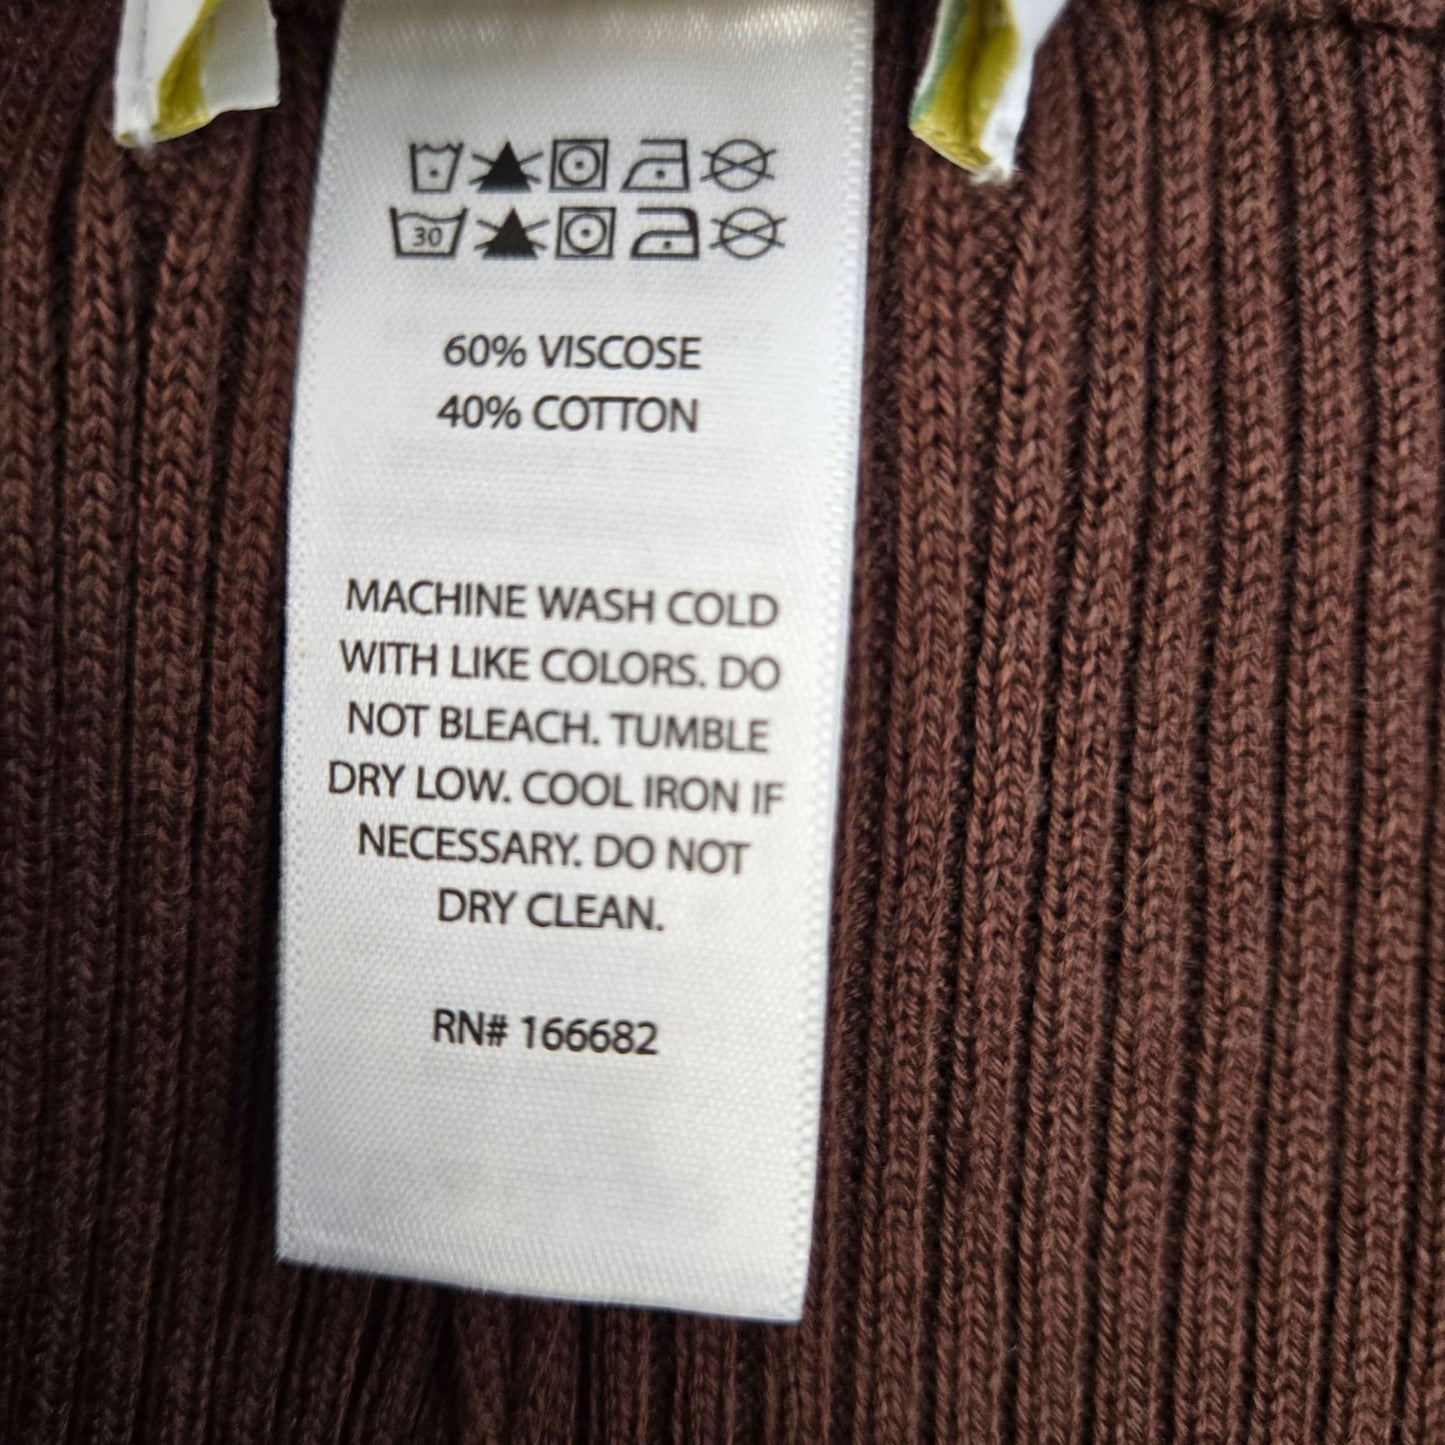 30
60% VISCOSE
40% COTTON
MACHINE WASH COLD
WITH LIKE COLORS. DO
NOT BLEACH. TUMBLE
DRY LOW. COOL IRON IF
NECESSARY. DO NOT
DRY CLEAN.
RN# 166682